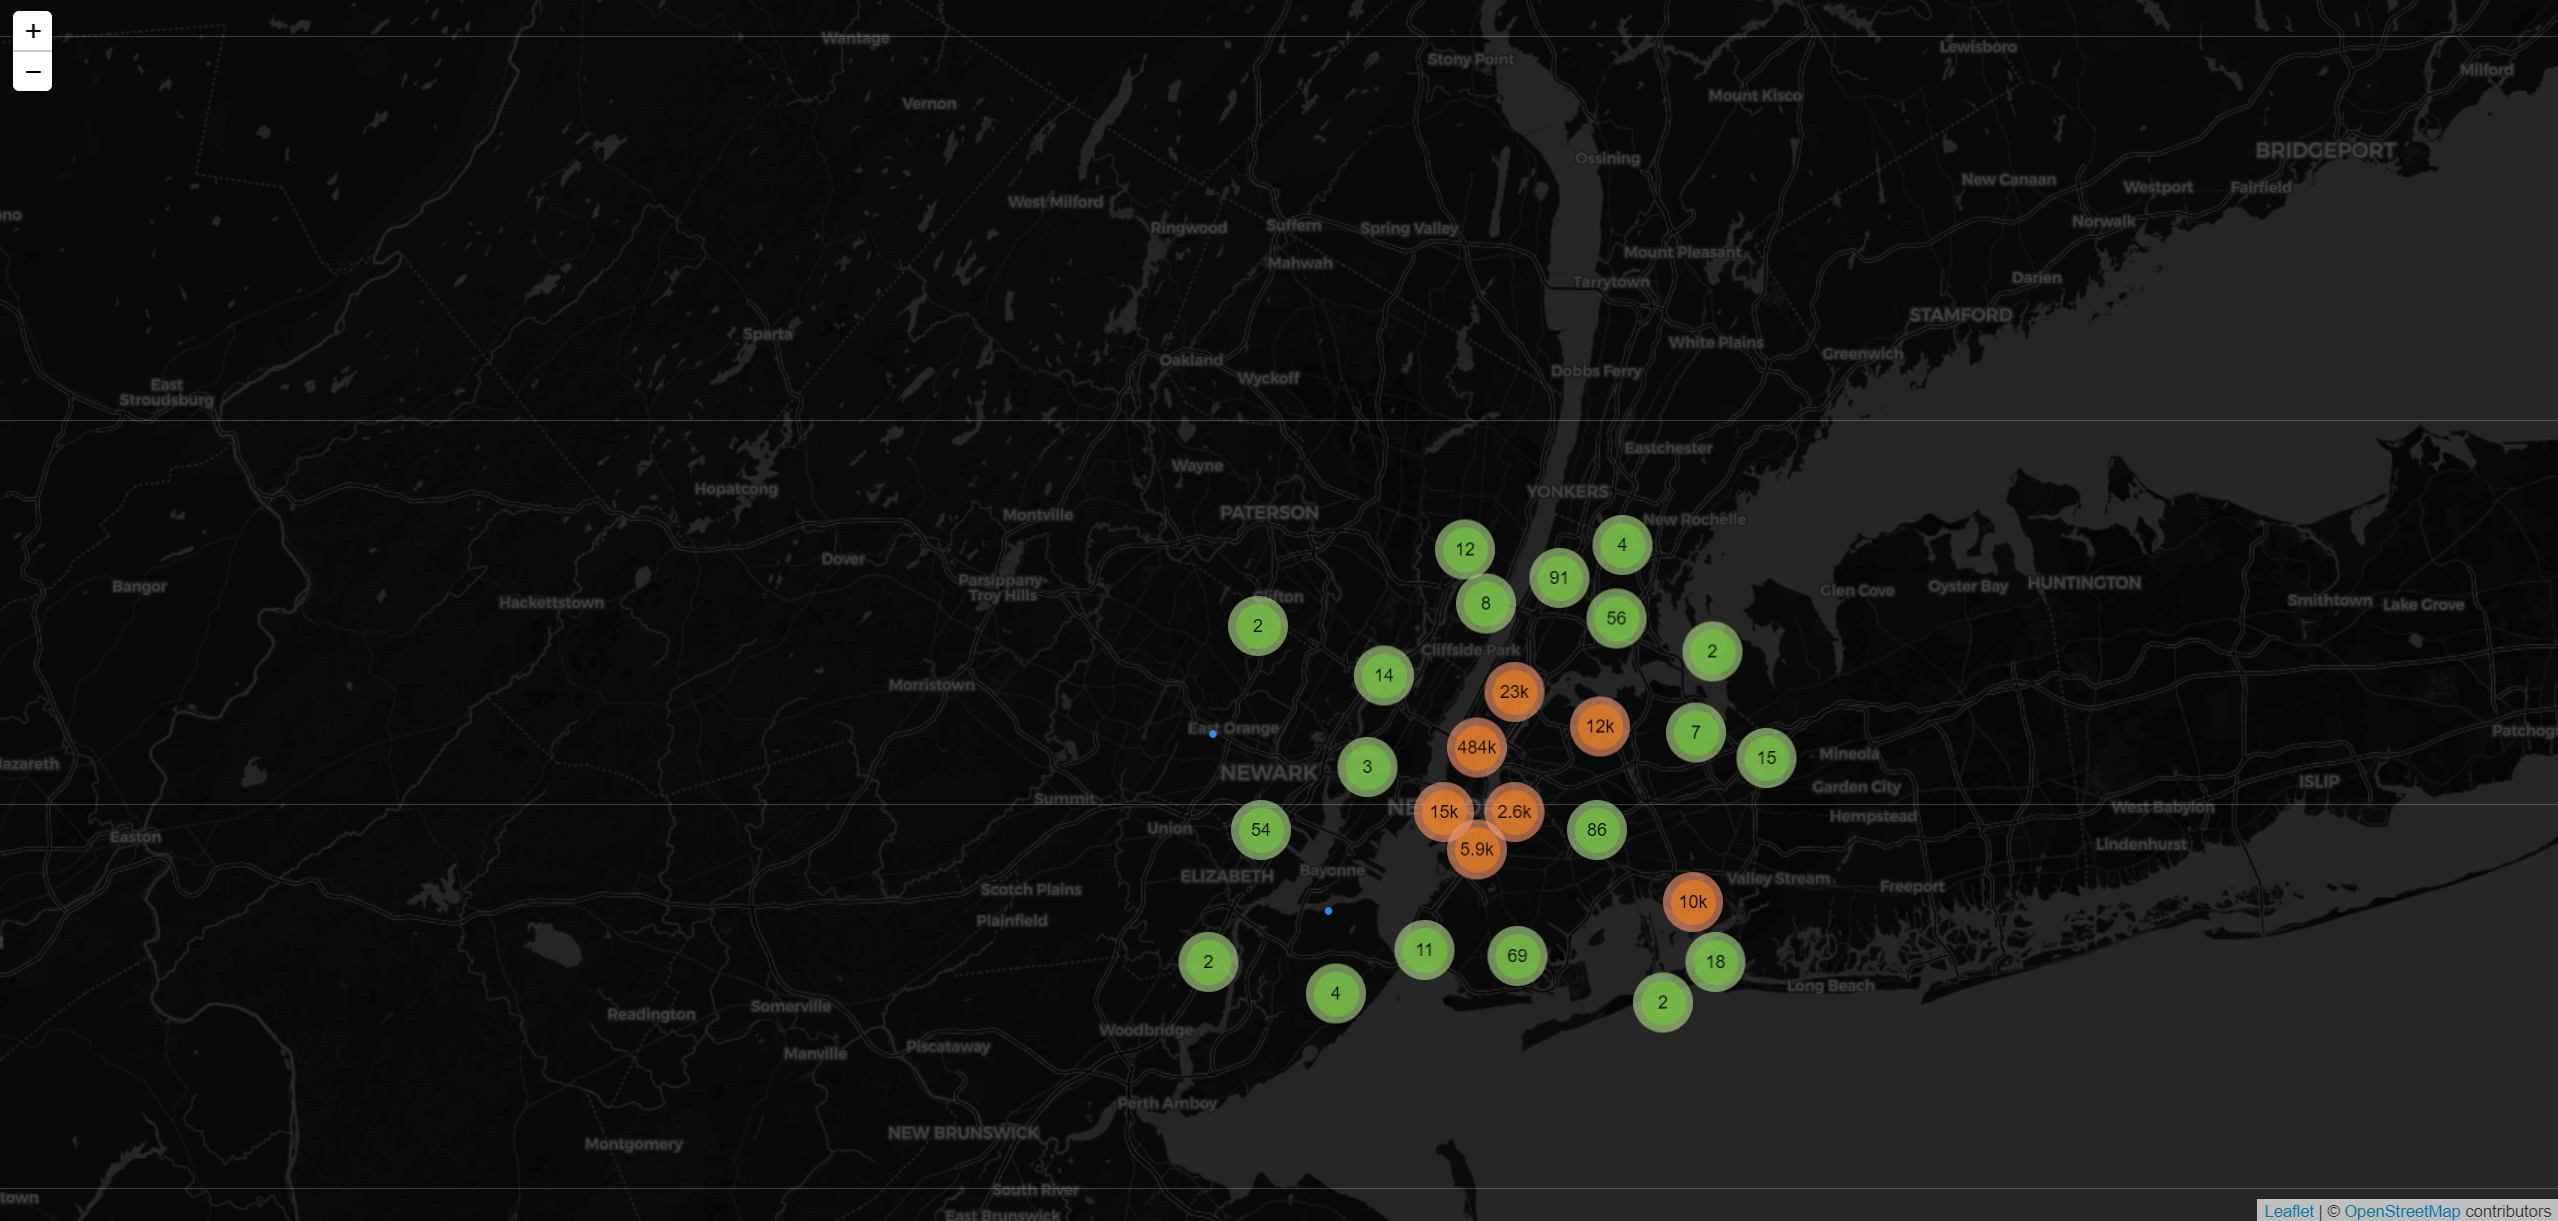 +
−
Wantage
Lewisboro
Stony Point
Milford
Mount Kisco
Vernon
BRIDGEPORT
Ossining
New Canaan
Westport
Fairfield
West Milford
Norwalk
Ringwood
Suffern
Spring Valley
Mount Pleasant
Mahwah
Darien
Tarrytown
STAMFORD
Sparta
White Plains
Greenwich
Oakland
Dobbs Ferry
Wyckoff
East
Stroudsburg
Eastchester
Wayne
Hopatcong
YONKERS
PATERSON
Montville
New Rochelle
4
12
Dover
91
Parsippany-
Troy Hills
HUNTINGTON
Bangor
Oyster Bay
Glen Cove
Clifton
Hackettstown
8
Smithtown
Lake Grove
56
2
Cliffside Park
2
14
Morristown
23k
12k
East Orange
7
484k
Mineola
15
3
NEWARK
ISLIP
Garden City
Summit
West Babylon
15k
2.6k
Hempstead
Union
54
86
Easton
Lindenhurst
5.9k
Bayonne
ELIZABETH
Valley Stream
Freeport
Scotch Plains
10k
Plainfield
11
69
2
18
Long Beach
4
2
Somerville
Readington
Woodbridge
Piscataway
Manville
Perth Amboy
NEW BRUNSWICK
Montgomery
South River
East Brunswick
Leaflet | © OpenStreetMap contributors